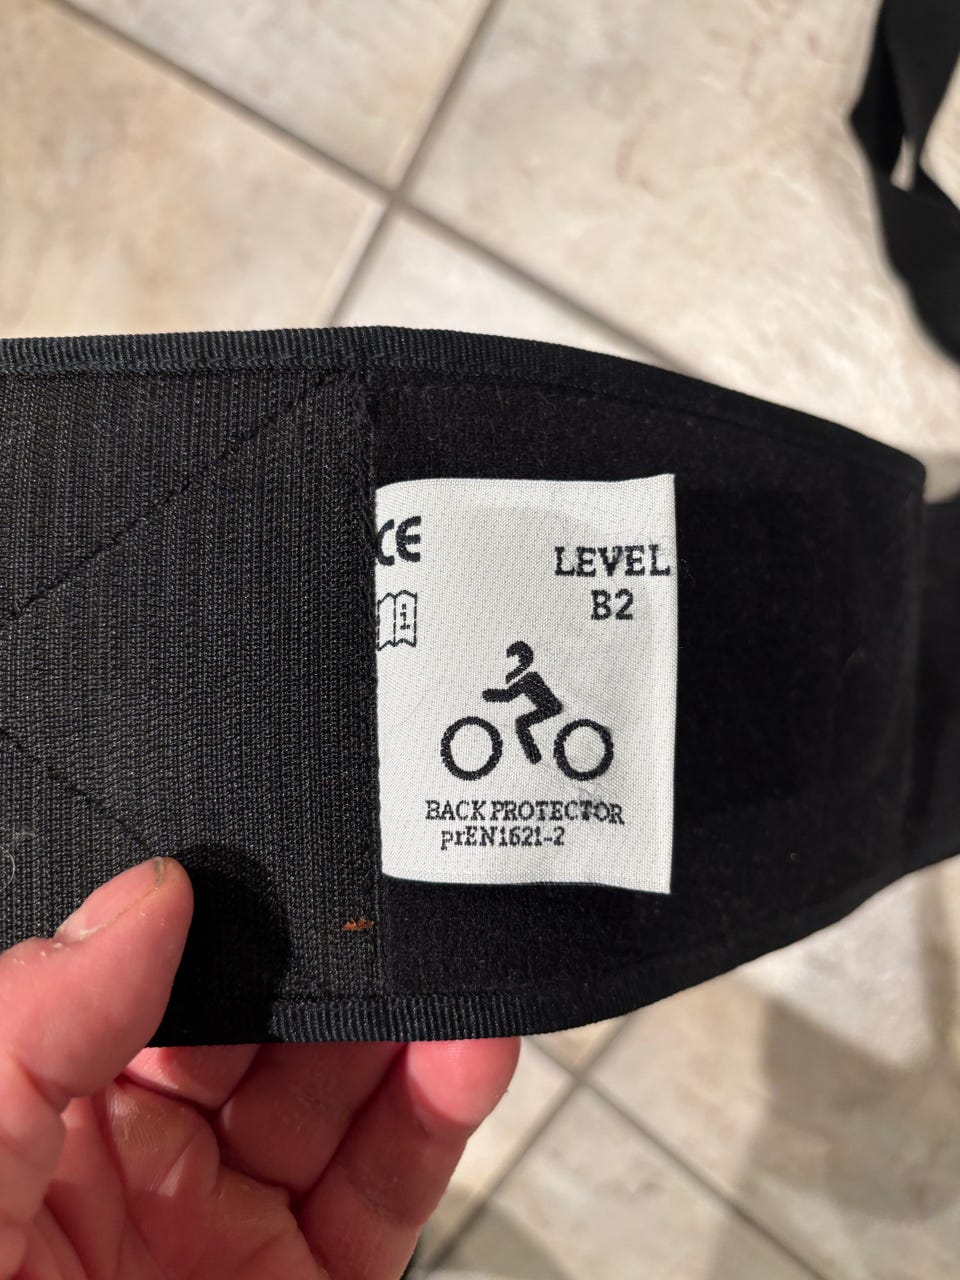 CE
LEVEL
B2
i
BACK PROTECTOR
prEN1621-2